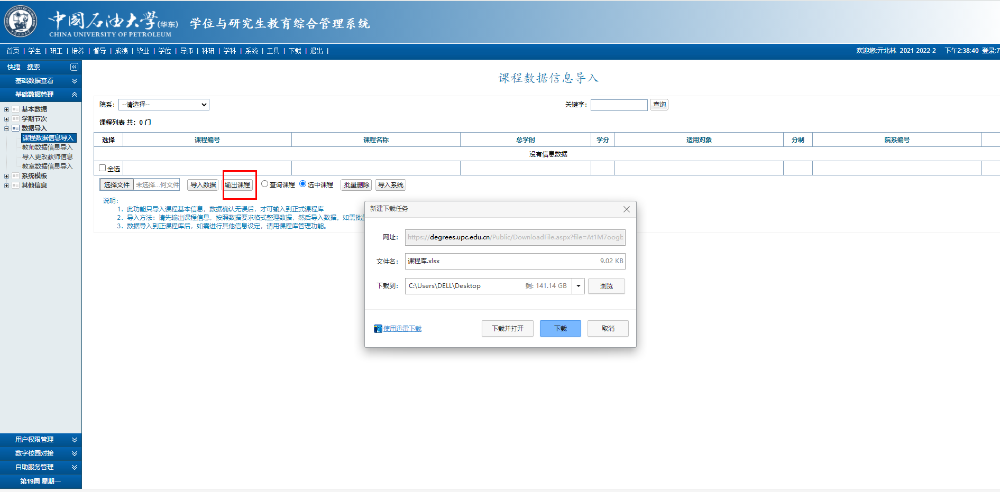 中国石油大学(华东) 学位与研究生教育综合管理系统
CHINA UNIVERSITY OF PETROLEUM
首页 | 学生 | 研工 | 培养 | 督导 | 成绩 | 毕业 | 学位 | 导师 | 科研 | 学科 | 系统 | 工具 | 下载 | 退出 |
欢迎您:亓北林 2021-2022-2 下午2:38:40 登录:7
快捷 搜索
基础数据查看
基础数据管理
基本数据
学期节次
数据导入
课程数据信息导入
教师数据信息导入
导入更改教师信息
教室数据信息导入
系统模板
其他信息
用户权限管理
数字校园对接
自助服务管理
第19周 星期一
课程数据信息导入
院系： --请选择--
关键字： 查询
课程列表 共：0 门
选择 课程编号 课程名称 总学时 学分 适用对象 分制 院系编号
没有信息数据
全选
选择文件 未选择...何文件 导入数据 输出课程 查询课程 选中课程 批量删除 导入系统
说明：
1．此功能只导入课程基本信息，数据确认无误后，才可输入到正式课程库
2．导入方法：请先输出课程信息，按照数据要求格式整理数据，然后导入数据。如需批量
3．数据导入到正课程库后，如需进行其他信息设定，请用课程库管理功能。
新建下载任务
网址： https://degrees.upc.edu.cn/Public/DownloadFile.aspx?file=At1M7oogb
文件名： 课程库.xlsx 9.02 KB
下载到： C:\Users\DELL\Desktop 剩: 141.14 GB 浏览
使用迅雷下载 下载并打开 下载 取消